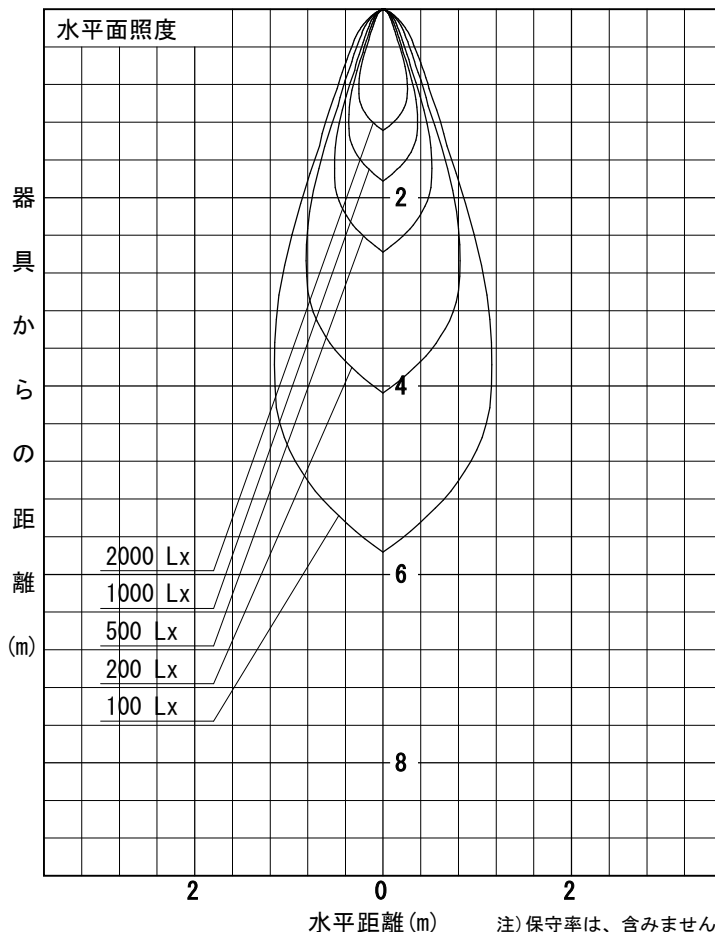 水平面照度
器具からの距離(m)
2
4
6
8
2000 Lx
1000 Lx
500 Lx
200 Lx
100 Lx
2 0 2
水平距離(m)
注)保守率は、含みません